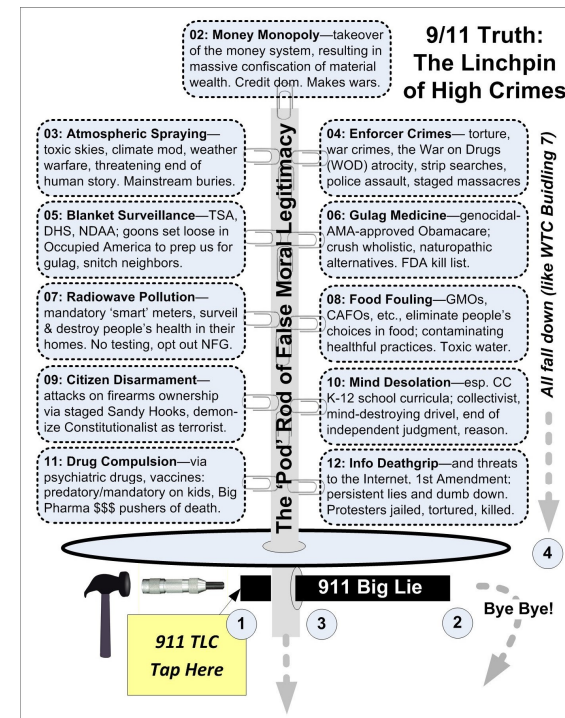 9/11 Truth:
The Linchpin
of High Crimes
02: Money Monopoly—takeover
of the money system, resulting in
massive confiscation of material
wealth. Credit dom. Makes wars.
03: Atmospheric Spraying—
toxic skies, climate mod, weather
warfare, threatening end of
human story. Mainstream buries.
04: Enforcer Crimes— torture,
war crimes, the War on Drugs
(WOD) atrocity, strip searches,
police assault, staged massacres
05: Blanket Surveillance—TSA,
DHS, NDAA; goons set loose in
Occupied America to prep us for
gulag, snitch neighbors.
06: Gulag Medicine—genocidal-
AMA-approved Obamacare;
crush wholistic, naturopathic
alternatives. FDA kill list.
07: Radiowave Pollution—
mandatory ‘smart’ meters, surveil
& destroy people’s health in their
homes. No testing, opt out NFG.
08: Food Fouling—GMOs,
CAFOs, etc., eliminate people’s
choices in food; contaminating
healthful practices. Toxic water.
09: Citizen Disarmament—
attacks on firearms ownership
via staged Sandy Hooks, demon-
ize Constitutionalist as terrorist.
10: Mind Desolation—esp. CC
K-12 school curricula; collectivist,
mind-destroying drivel, end of
independent judgment, reason.
11: Drug Compulsion—via
psychiatric drugs, vaccines:
predatory/mandatory on kids, Big
Pharma $$$ pushers of death.
12: Info Deathgrip—and threats
to the Internet. 1st Amendment:
persistent lies and dumb down.
Protesters jailed, tortured, killed.
The ‘Pod’ Rod of False Moral Legitimacy
All fall down (like WTC Buidling 7)
4
911 Big Lie
1
3
2
Bye Bye!
911 TLC
Tap Here